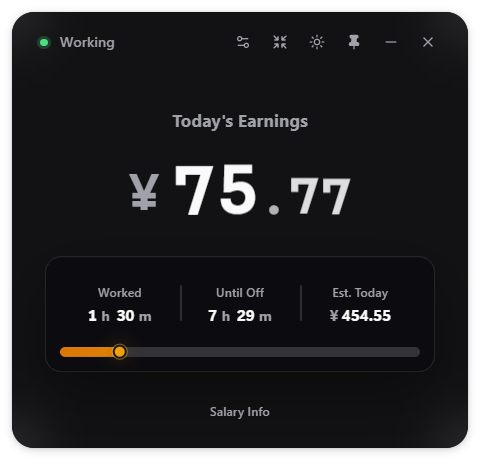 Working
Today's Earnings
¥ 75.77
Worked Until Off Est. Today
1 h 30 m 7 h 29 m ¥ 454.55
Salary Info